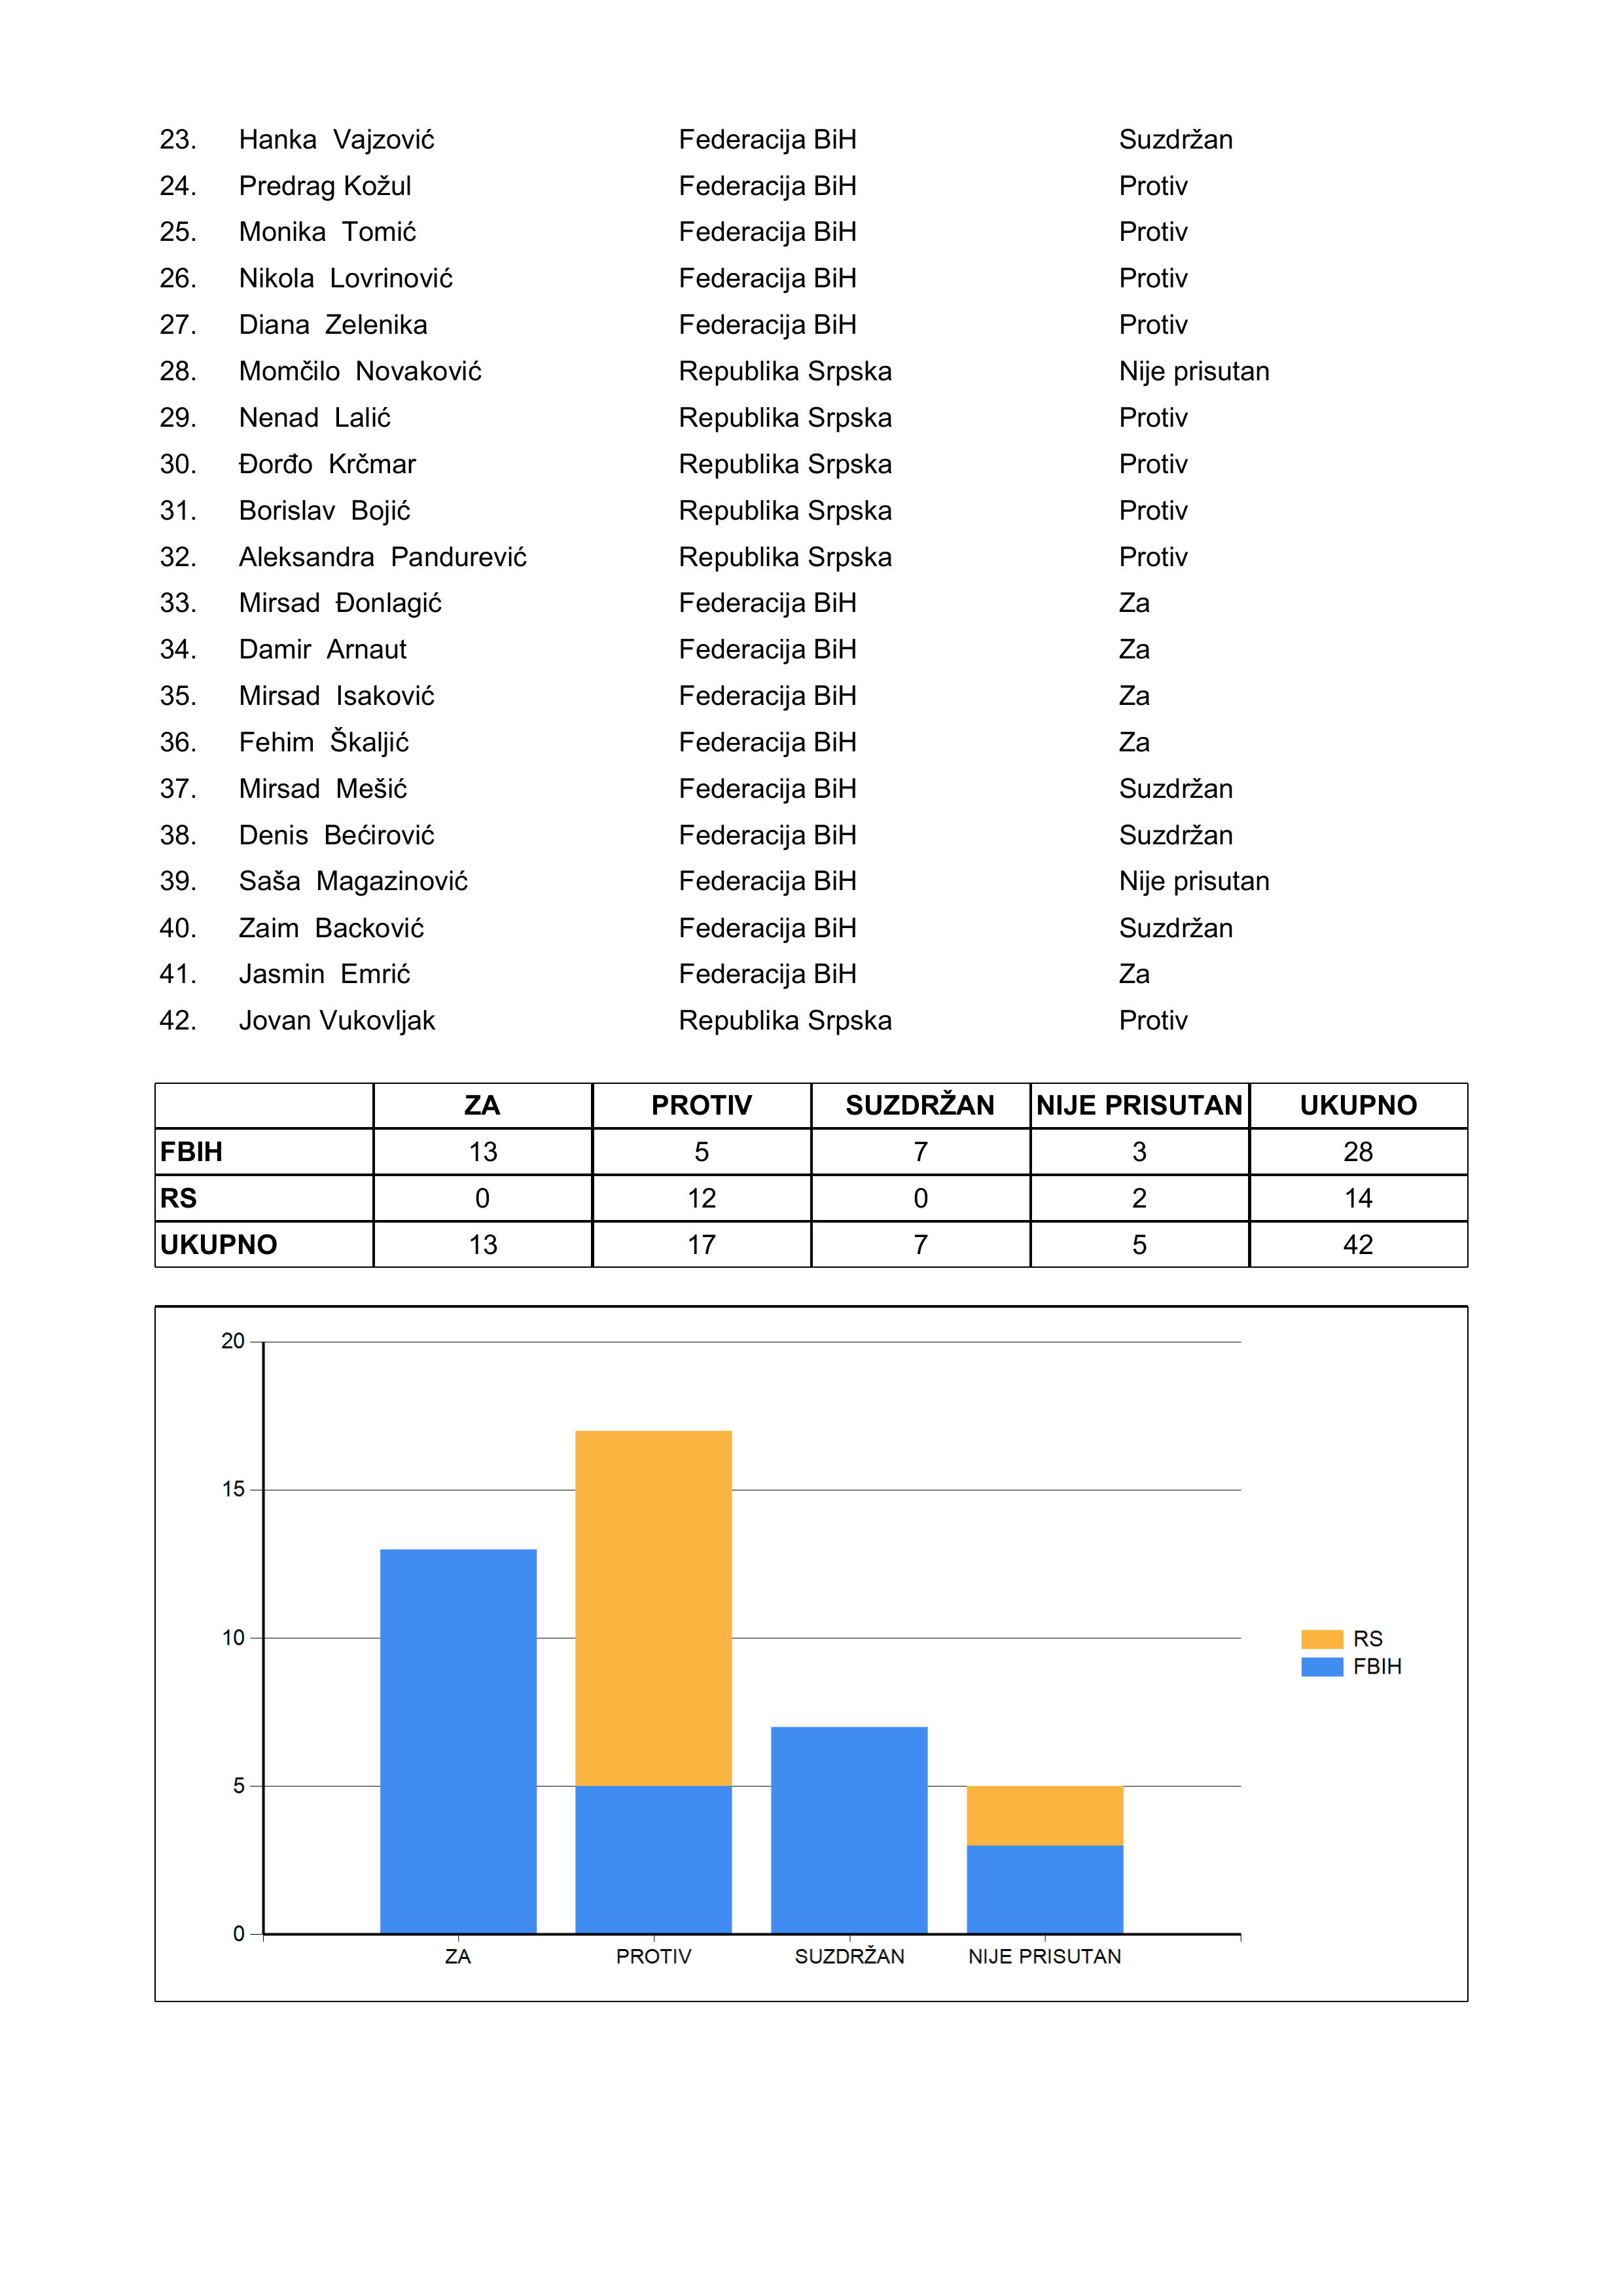 23. Hanka Vajzović Federacija BiH Suzdržan
24. Predrag Kožul Federacija BiH Protiv
25. Monika Tomić Federacija BiH Protiv
26. Nikola Lovrinović Federacija BiH Protiv
27. Diana Zelenika Federacija BiH Protiv
28. Momčilo Novaković Republika Srpska Nije prisutan
29. Nenad Lalić Republika Srpska Protiv
30. Đorđo Krčmar Republika Srpska Protiv
31. Borislav Bojić Republika Srpska Protiv
32. Aleksandra Pandurević Republika Srpska Protiv
33. Mirsad Đonlagić Federacija BiH Za
34. Damir Arnaut Federacija BiH Za
35. Mirsad Isaković Federacija BiH Za
36. Fehim Škaljić Federacija BiH Za
37. Mirsad Mešić Federacija BiH Suzdržan
38. Denis Bećirović Federacija BiH Suzdržan
39. Saša Magazinović Federacija BiH Nije prisutan
40. Zaim Backović Federacija BiH Suzdržan
41. Jasmin Emrić Federacija BiH Za
42. Jovan Vukovljak Republika Srpska Protiv
ZA PROTIV SUZDRŽAN NIJE PRISUTAN UKUPNO
FBIH 13 5 7 3 28
RS 0 12 0 2 14
UKUPNO 13 17 7 5 42
20
15
10
5
0
ZA PROTIV SUZDRŽAN NIJE PRISUTAN
RS
FBIH